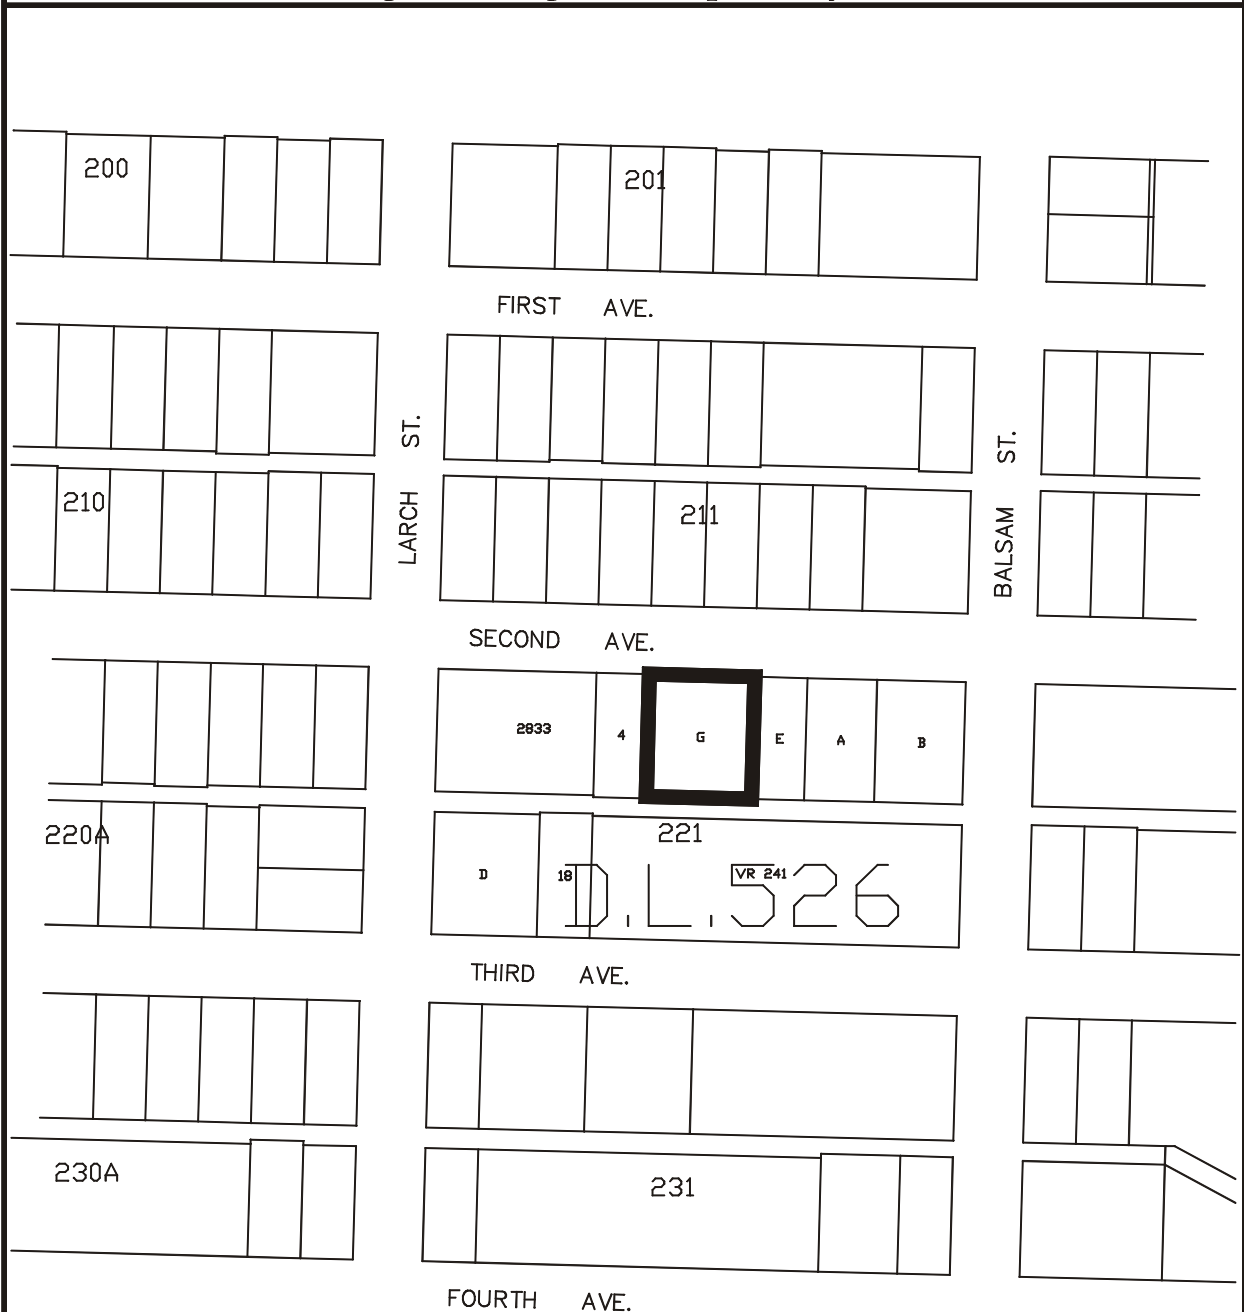 200
201
FIRST AVE.
LARCH ST.
BALSAM ST.
210
211
SECOND AVE.
2833 4 G E A B
220A
221
D 18 VR 241
D.L.526
THIRD AVE.
230A
231
FOURTH AVE.